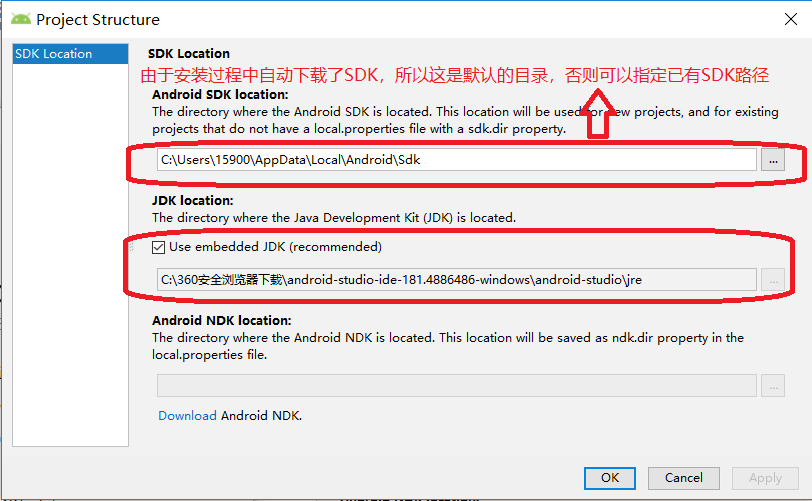 Project Structure
SDK Location
SDK Location
由于安装过程中自动下载了SDK，所以这是默认的目录，否则可以指定已有SDK路径
Android SDK location:
The directory where the Android SDK is located. This location will be used for new projects, and for existing
projects that do not have a local.properties file with a sdk.dir property.
C:\Users\15900\AppData\Local\Android\Sdk
...
JDK location:
The directory where the Java Development Kit (JDK) is located.
Use embedded JDK (recommended)
C:\360安全浏览器下载\android-studio-ide-181.4886486-windows\android-studio\jre
...
Android NDK location:
The directory where the Android NDK is located. This location will be saved as ndk.dir property in the
local.properties file.
...
Download Android NDK.
OK
Cancel
Apply